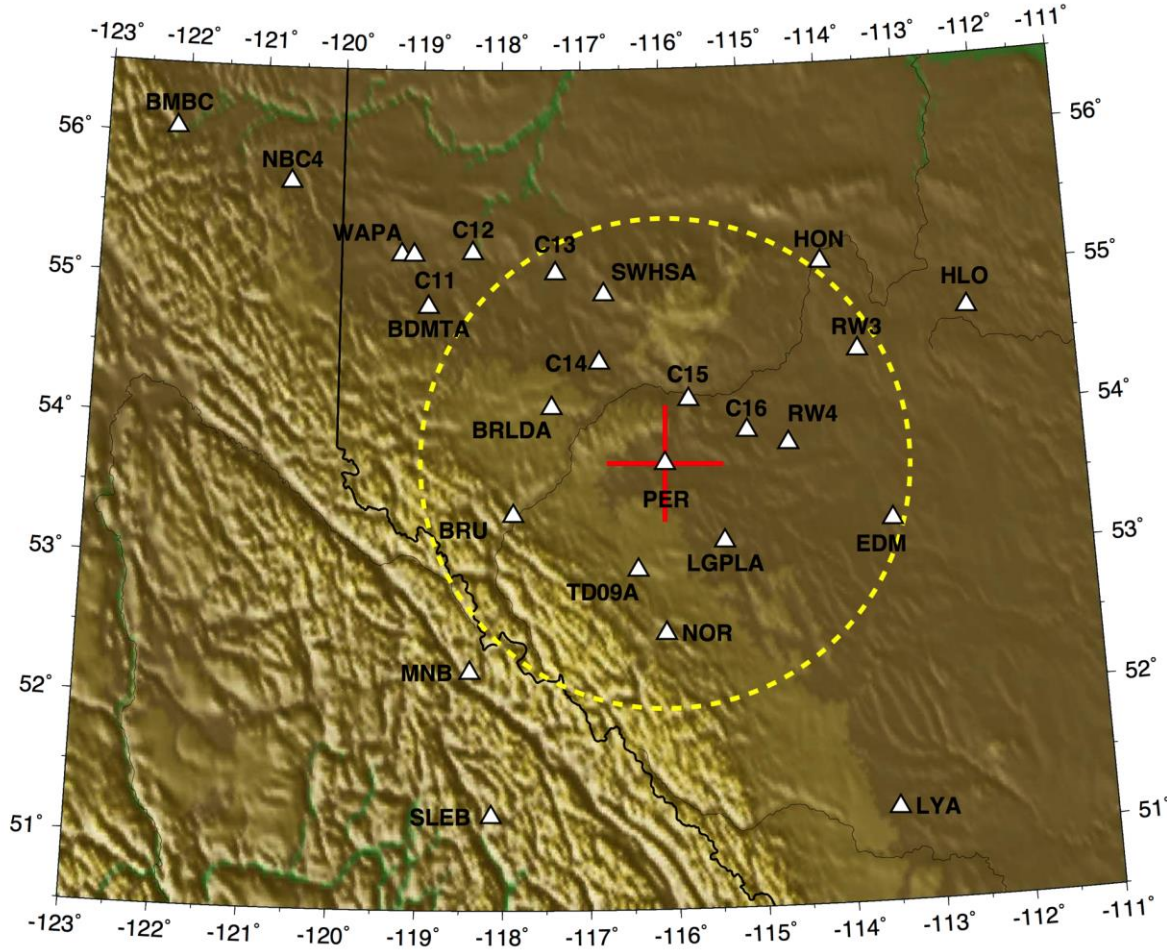 -123° -122° -121° -120° -119° -118° -117° -116° -115° -114° -113° -112° -111°
BMBC
56° 56°
NBC4
WAPA C12 C13 HON
55° 55°
C11 SWHSA HLO
BDMTA RW3
C14 C15
54° 54°
BRLDA C16 RW4
PER
BRU EDM
53° 53°
LGPLA
TD09A
NOR
MNB
52° 52°
SLEB LYA
51° 51°
-123° -122° -121° -120° -119° -118° -117° -116° -115° -114° -113° -112° -111°